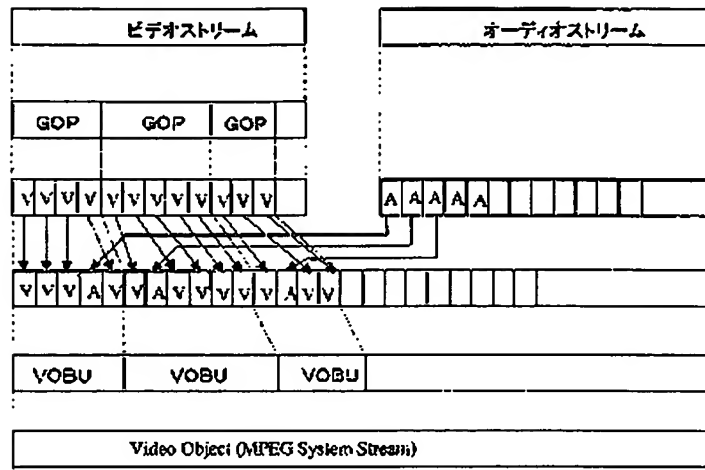 ビデオストリーム オーディオストリーム
GOP GOP GOP
V V V V V V V V V V V V A A A A A
V V V A V V A V V V V V A V V
VOBU VOBU VOBU
Video Object (MPEG System Stream)